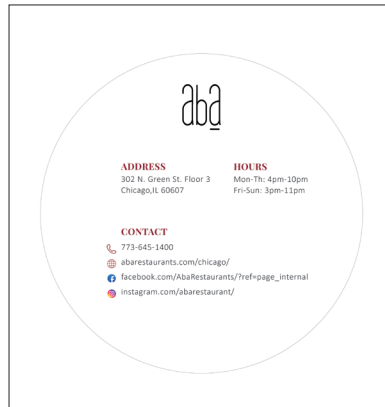 aba
ADDRESS
302 N. Green St. Floor 3
Chicago,IL 60607
HOURS
Mon-Th: 4pm-10pm
Fri-Sun: 3pm-11pm
CONTACT
773-645-1400
abarestaurants.com/chicago/
facebook.com/AbaRestaurants/?ref=page_internal
instagram.com/abarestaurant/